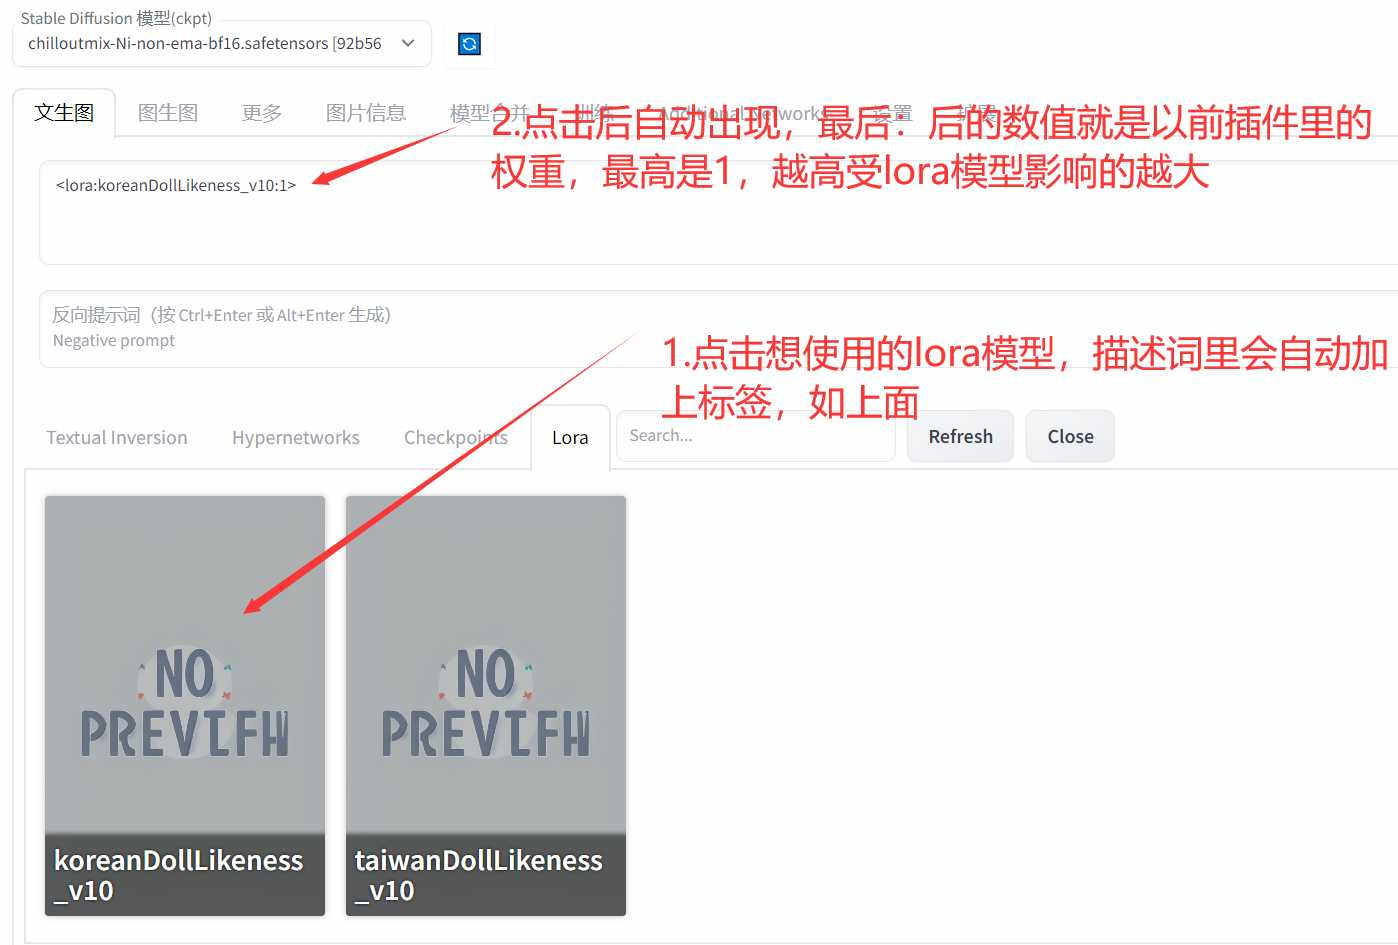 Stable Diffusion 模型(ckpt)
chilloutmix-Ni-non-ema-bf16.safetensors [92b56
文生图 图生图 更多 图片信息 模型合并 训练 Additional Networks 设置 扩展
2.点击后自动出现，最后：后的数值就是以前插件里的
权重，最高是1，越高受lora模型影响的越大
<lora:koreanDollLikeness_v10:1>
反向提示词（按 Ctrl+Enter 或 Alt+Enter 生成）
Negative prompt
1.点击想使用的lora模型，描述词里会自动加
上标签，如上面
Textual Inversion Hypernetworks Checkpoints Lora Search... Refresh Close
NO
PREVIFW
NO
PREVIFW
koreanDollLikeness
_v10
taiwanDollLikeness
_v10